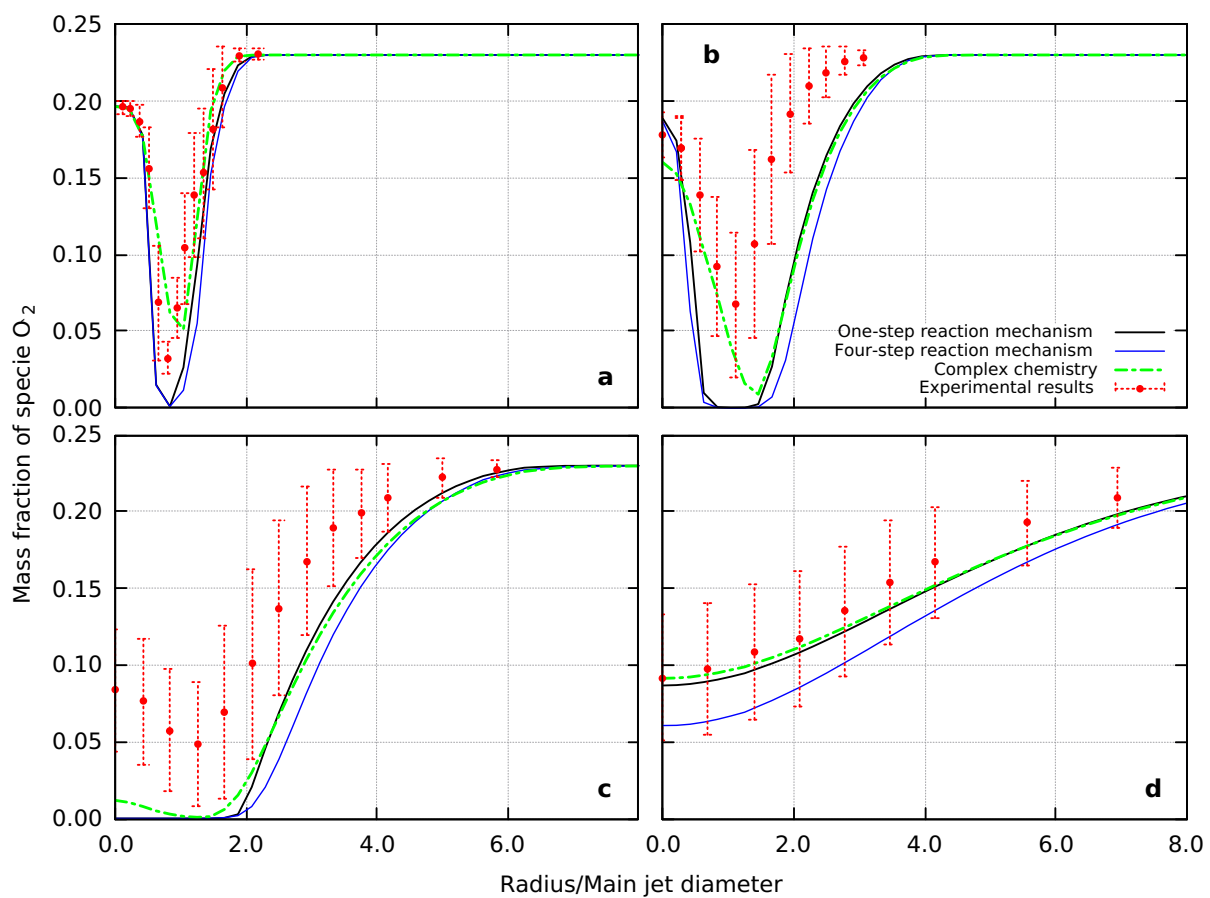 0.25
0.20
0.15
0.10
0.05
0.00
a
b
One-step reaction mechanism
Four-step reaction mechanism
Complex chemistry
Experimental results
Mass fraction of specie O₂
0.25
0.20
0.15
0.10
0.05
0.00
c
d
0.0 2.0 4.0 6.0 0.0 2.0 4.0 6.0 8.0
Radius/Main jet diameter